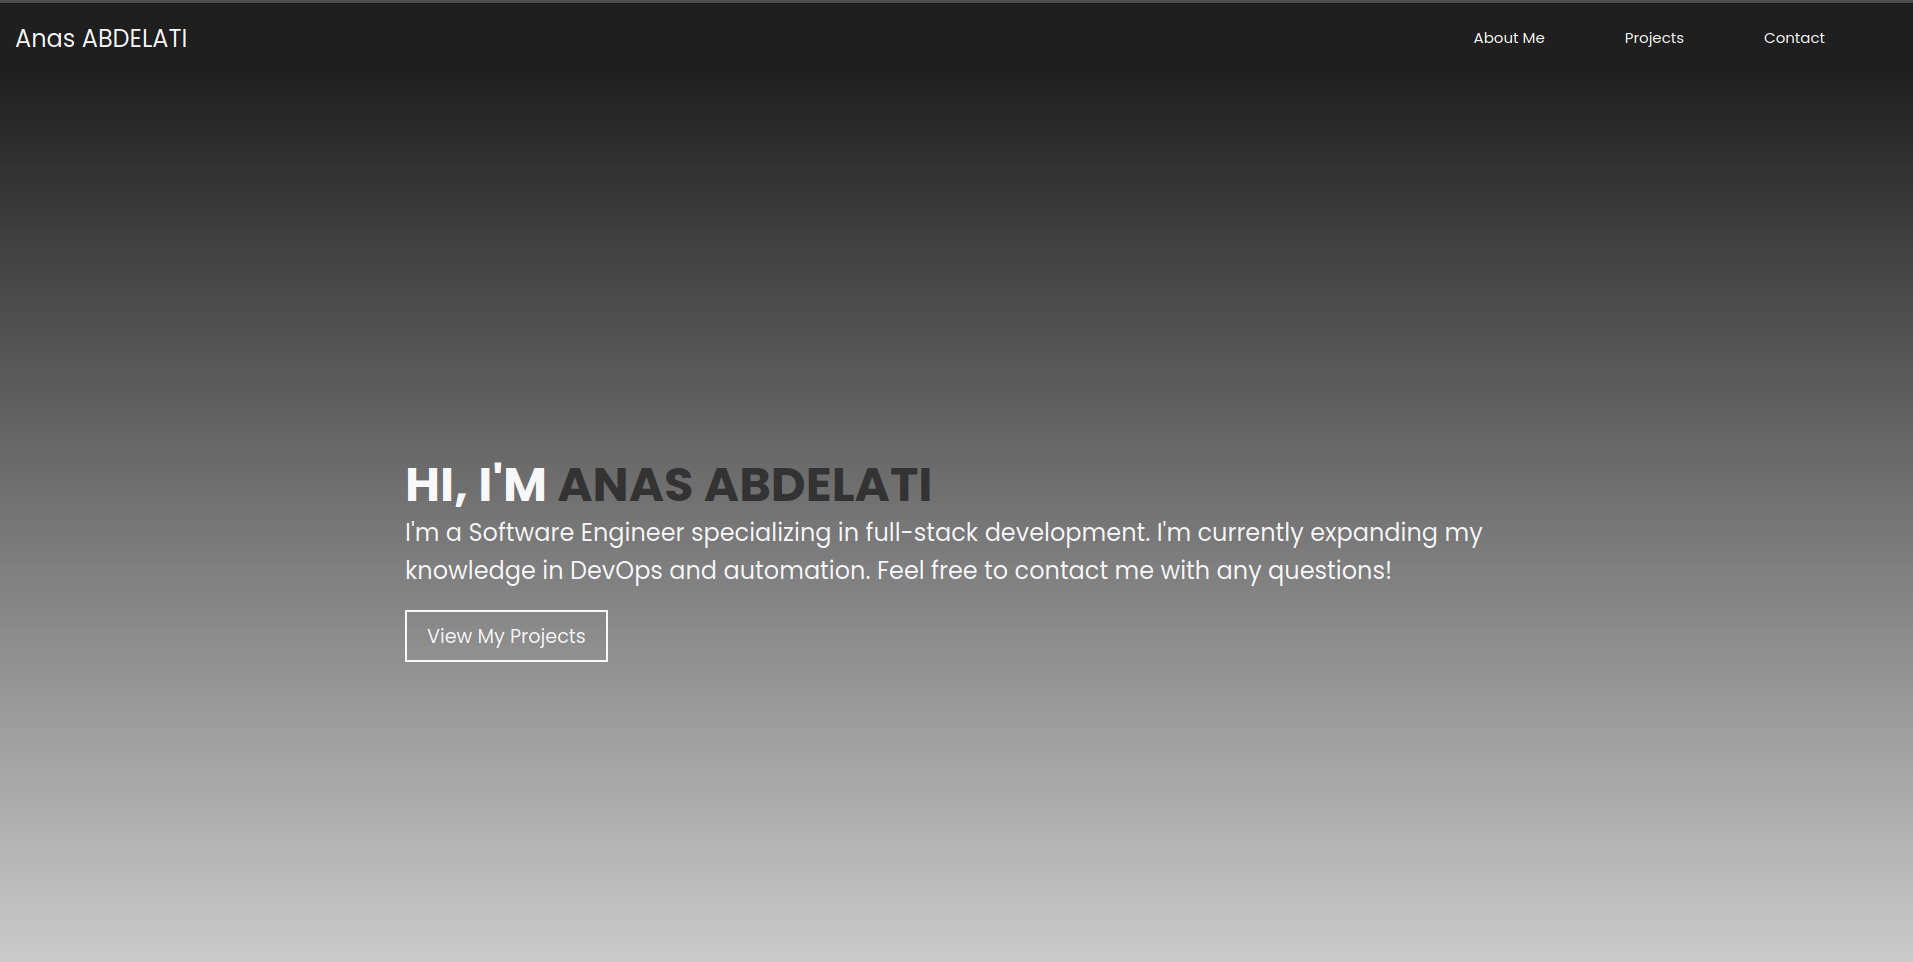 Anas ABDELATI
About Me
Projects
Contact
HI, I'M ANAS ABDELATI
I'm a Software Engineer specializing in full-stack development. I'm currently expanding my
knowledge in DevOps and automation. Feel free to contact me with any questions!
View My Projects